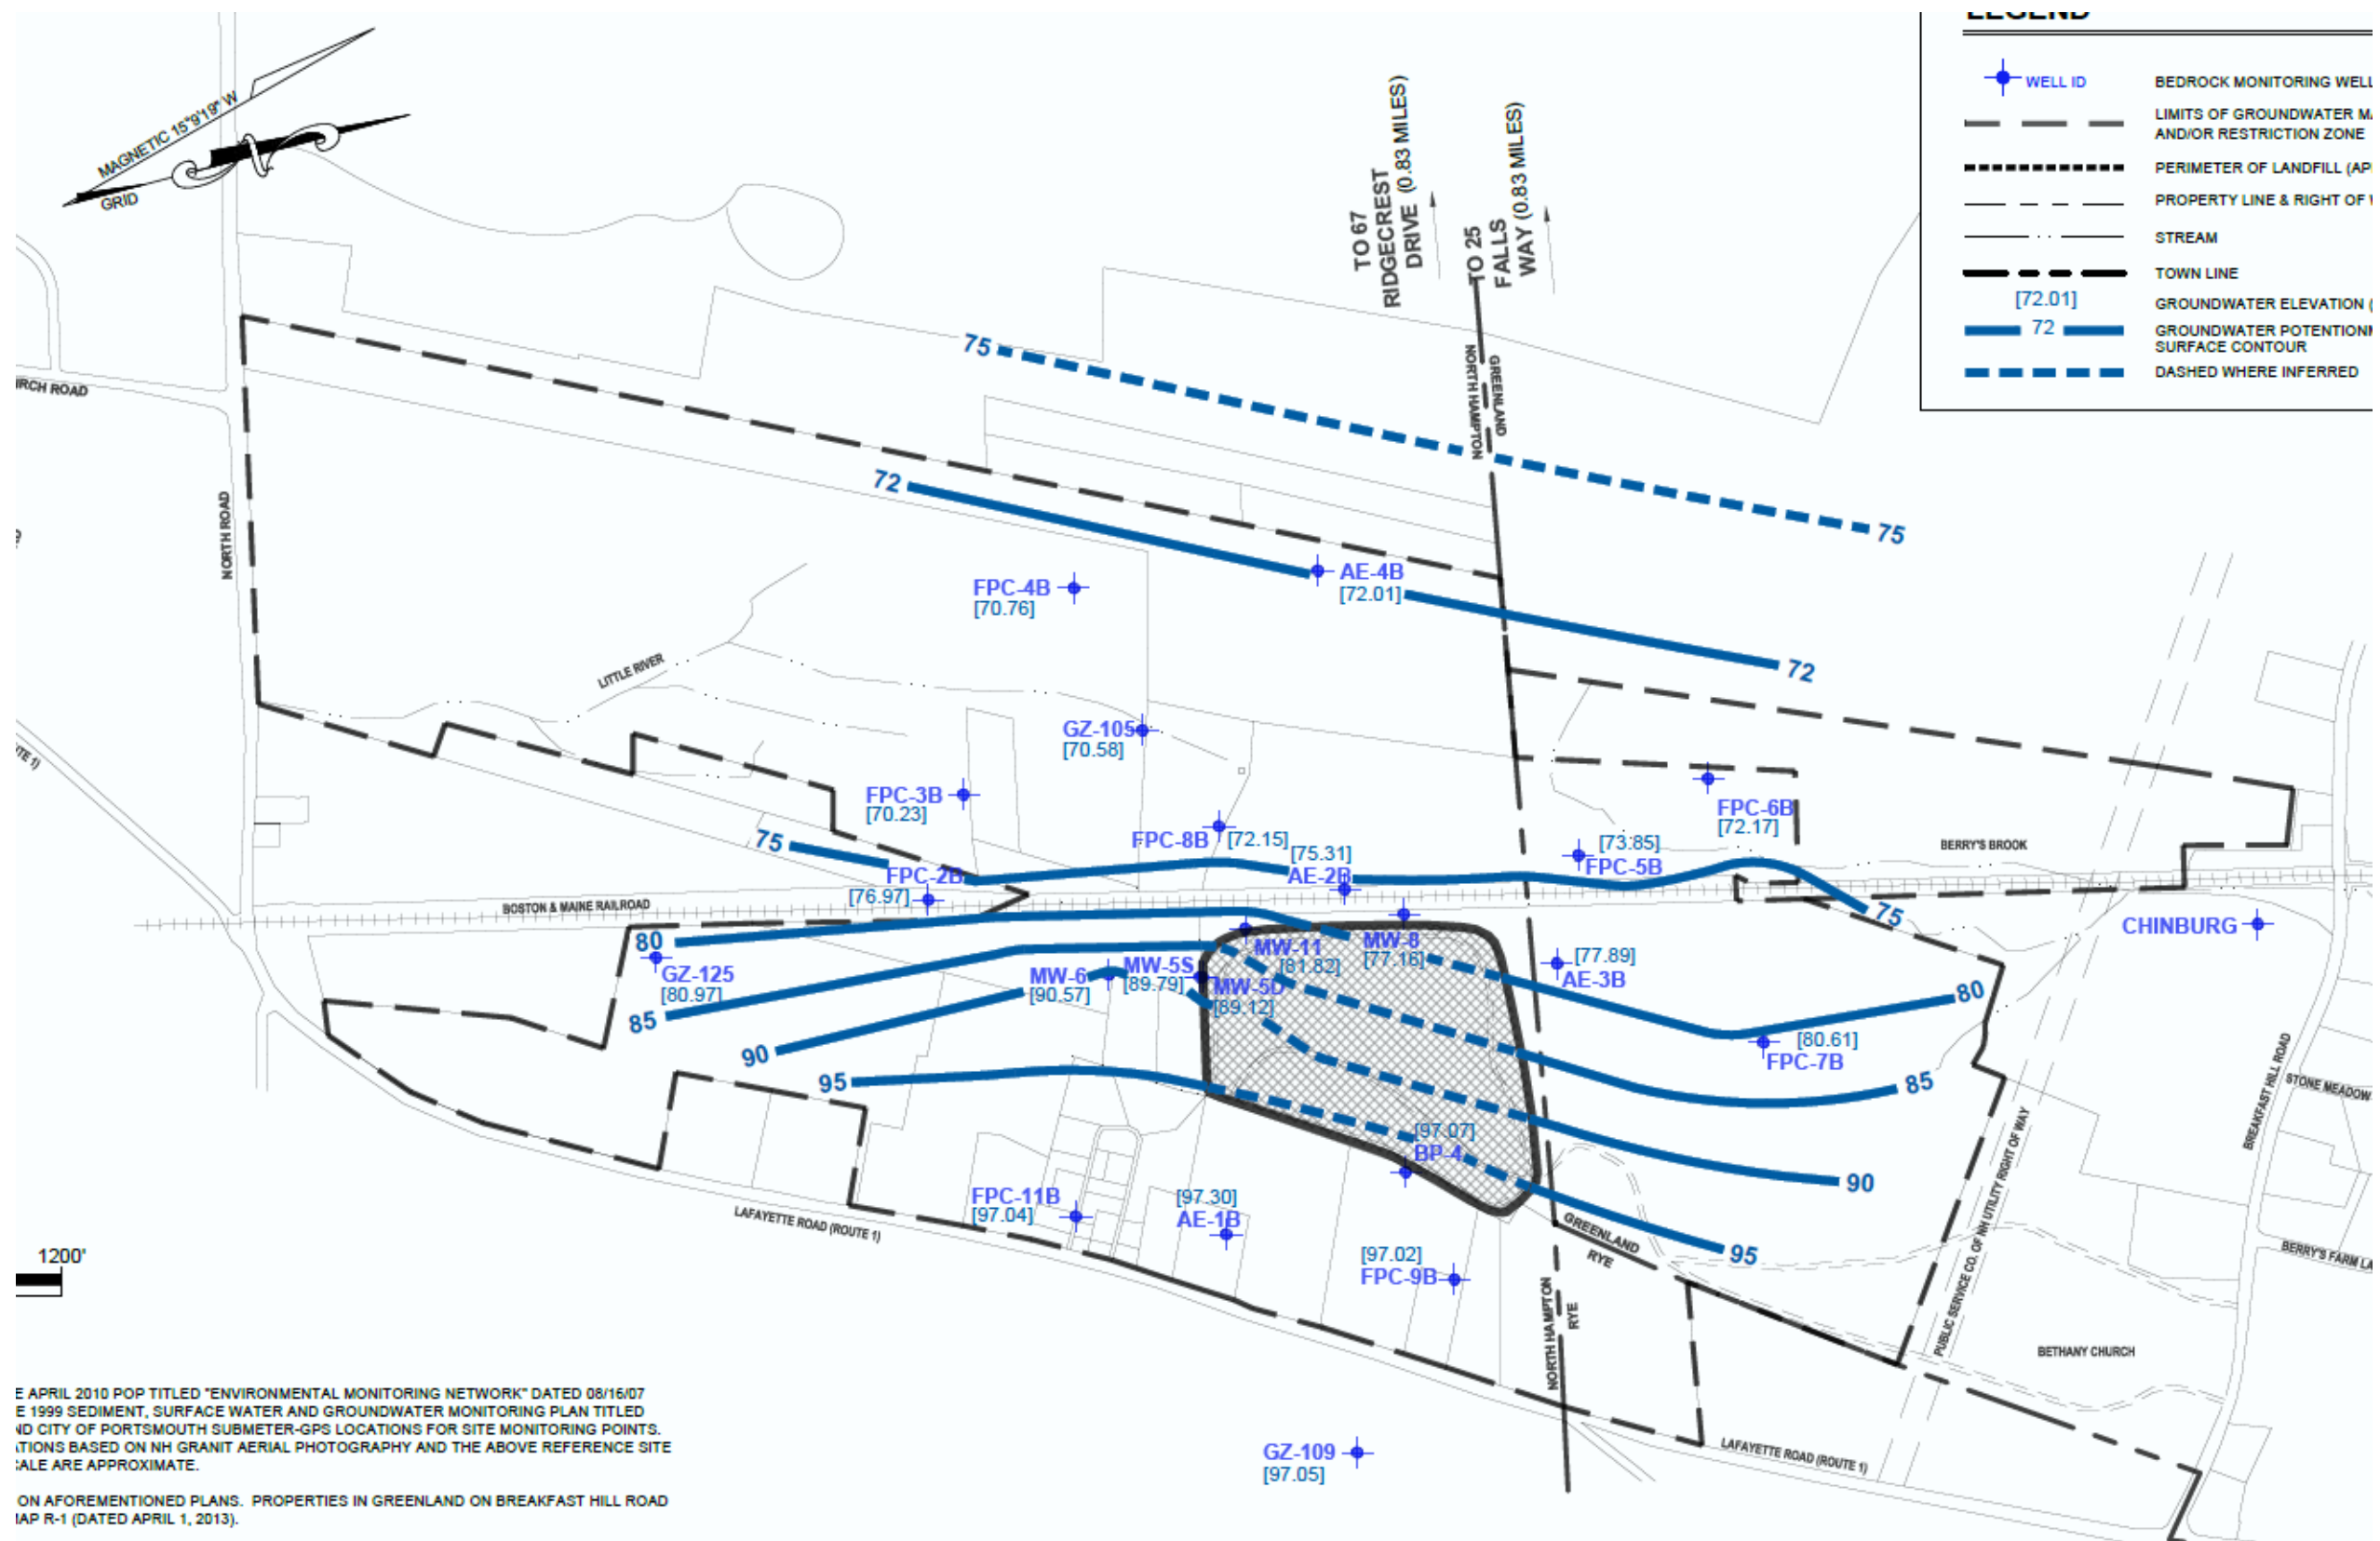 LEGEND
WELL ID
BEDROCK MONITORING WELL
LIMITS OF GROUNDWATER
AND/OR RESTRICTION ZONE
PERIMETER OF LANDFILL
PROPERTY LINE & RIGHT OF
STREAM
TOWN LINE
[72.01]
GROUNDWATER ELEVATION
72
GROUNDWATER
SURFACE CONTOUR
DASHED WHERE INFERRED
MAGNETIC 15°9'19" W
GRID
TO 67
RIDGECREST
DRIVE (0.83 MILES)
TO 25
FALLS
WAY (0.83 MILES)
NORTH HAMPTON
GREENLAND
75
75
72
72
ROAD
NORTH ROAD
AE-4B
[72.01]
FPC-4B
[70.76]
LITTLE RIVER
GZ-105
[70.58]
FPC-3B
[70.23]
FPC-6B
[72.17]
FPC-8B
[72.15]
[73.85]
FPC-5B
BERRY'S BROOK
75
[75.31]
AE-2B
FPC-2B
[76.97]
BOSTON & MAINE RAILROAD
75
CHINBURG
80
GZ-125
[80.97]
MW-11
[81.82]
MW-8
[77.16]
[77.89]
AE-3B
MW-6
[90.57]
MW-5S
[89.79]
MW-5D
[89.12]
80
85
[80.61]
FPC-7B
90
95
85
STONE MEADOW
BREAKFAST HILL ROAD
[97.07]
BP-4
90
FPC-11B
[97.04]
[97.30]
AE-1B
LAFAYETTE ROAD (ROUTE 1)
GREENLAND
RYE
95
[97.02]
FPC-9B
NORTH HAMPTON
RYE
PUBLIC SERVICE CO. OF NH UTILITY RIGHT OF WAY
BERRY'S FARM
BETHANY CHURCH
1200'
GZ-109
[97.05]
LAFAYETTE ROAD (ROUTE 1)
E APRIL 2010 POP TITLED "ENVIRONMENTAL MONITORING NETWORK" DATED 08/16/07
E 1999 SEDIMENT, SURFACE WATER AND GROUNDWATER MONITORING PLAN TITLED
ND CITY OF PORTSMOUTH SUBMETER-GPS LOCATIONS FOR SITE MONITORING POINTS.
BASED ON NH GRANIT AERIAL PHOTOGRAPHY AND THE ABOVE REFERENCE SITE
ARE APPROXIMATE.
ON AFOREMENTIONED PLANS. PROPERTIES IN GREENLAND ON BREAKFAST HILL ROAD
R-1 (DATED APRIL 1, 2013).